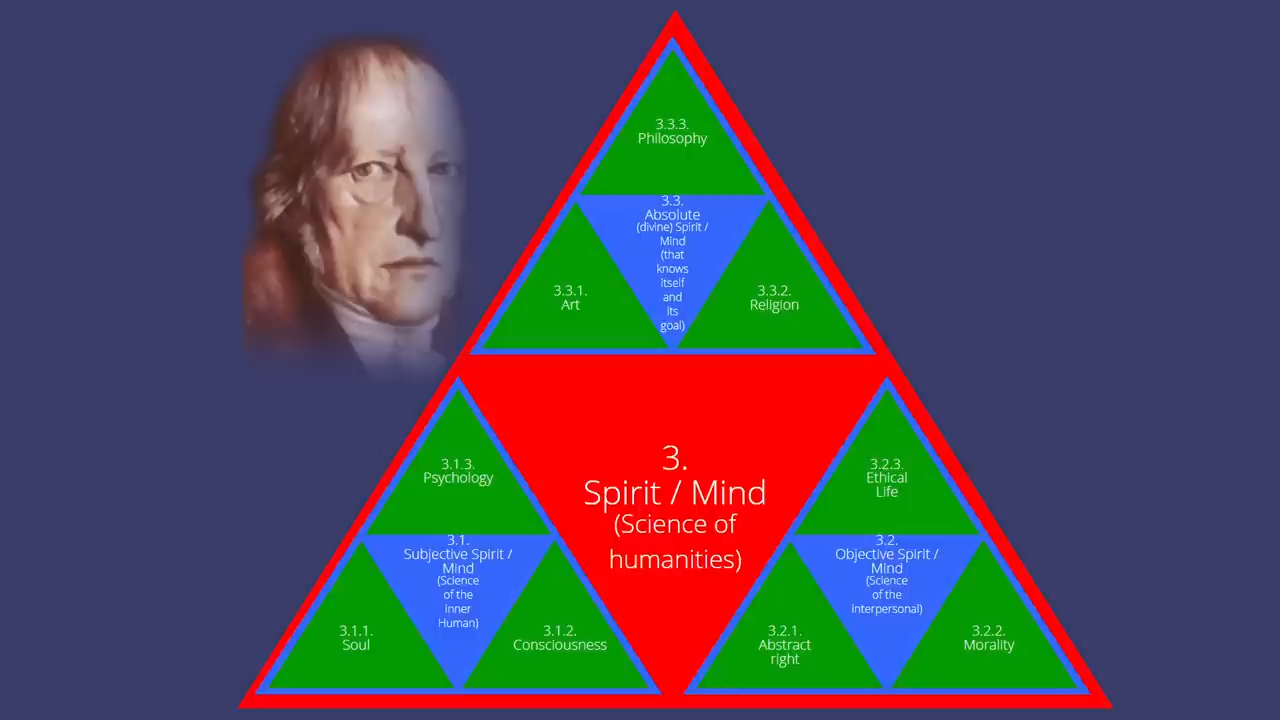 3.3.3.
Philosophy
3.3.
Absolute
(divine) Spirit /
Mind
(that
knows
itself
and
its
goal)
3.3.1.
Art
3.3.2.
Religion
3.
Spirit / Mind
(Science of
humanities)
3.1.3.
Psychology
3.1.
Subjective Spirit /
Mind
(Science
of the
inner
Human)
3.1.1.
Soul
3.1.2.
Consciousness
3.2.3.
Ethical
Life
3.2.
Objective Spirit /
Mind
(Science
of the
interpersonal)
3.2.1.
Abstract
right
3.2.2.
Morality